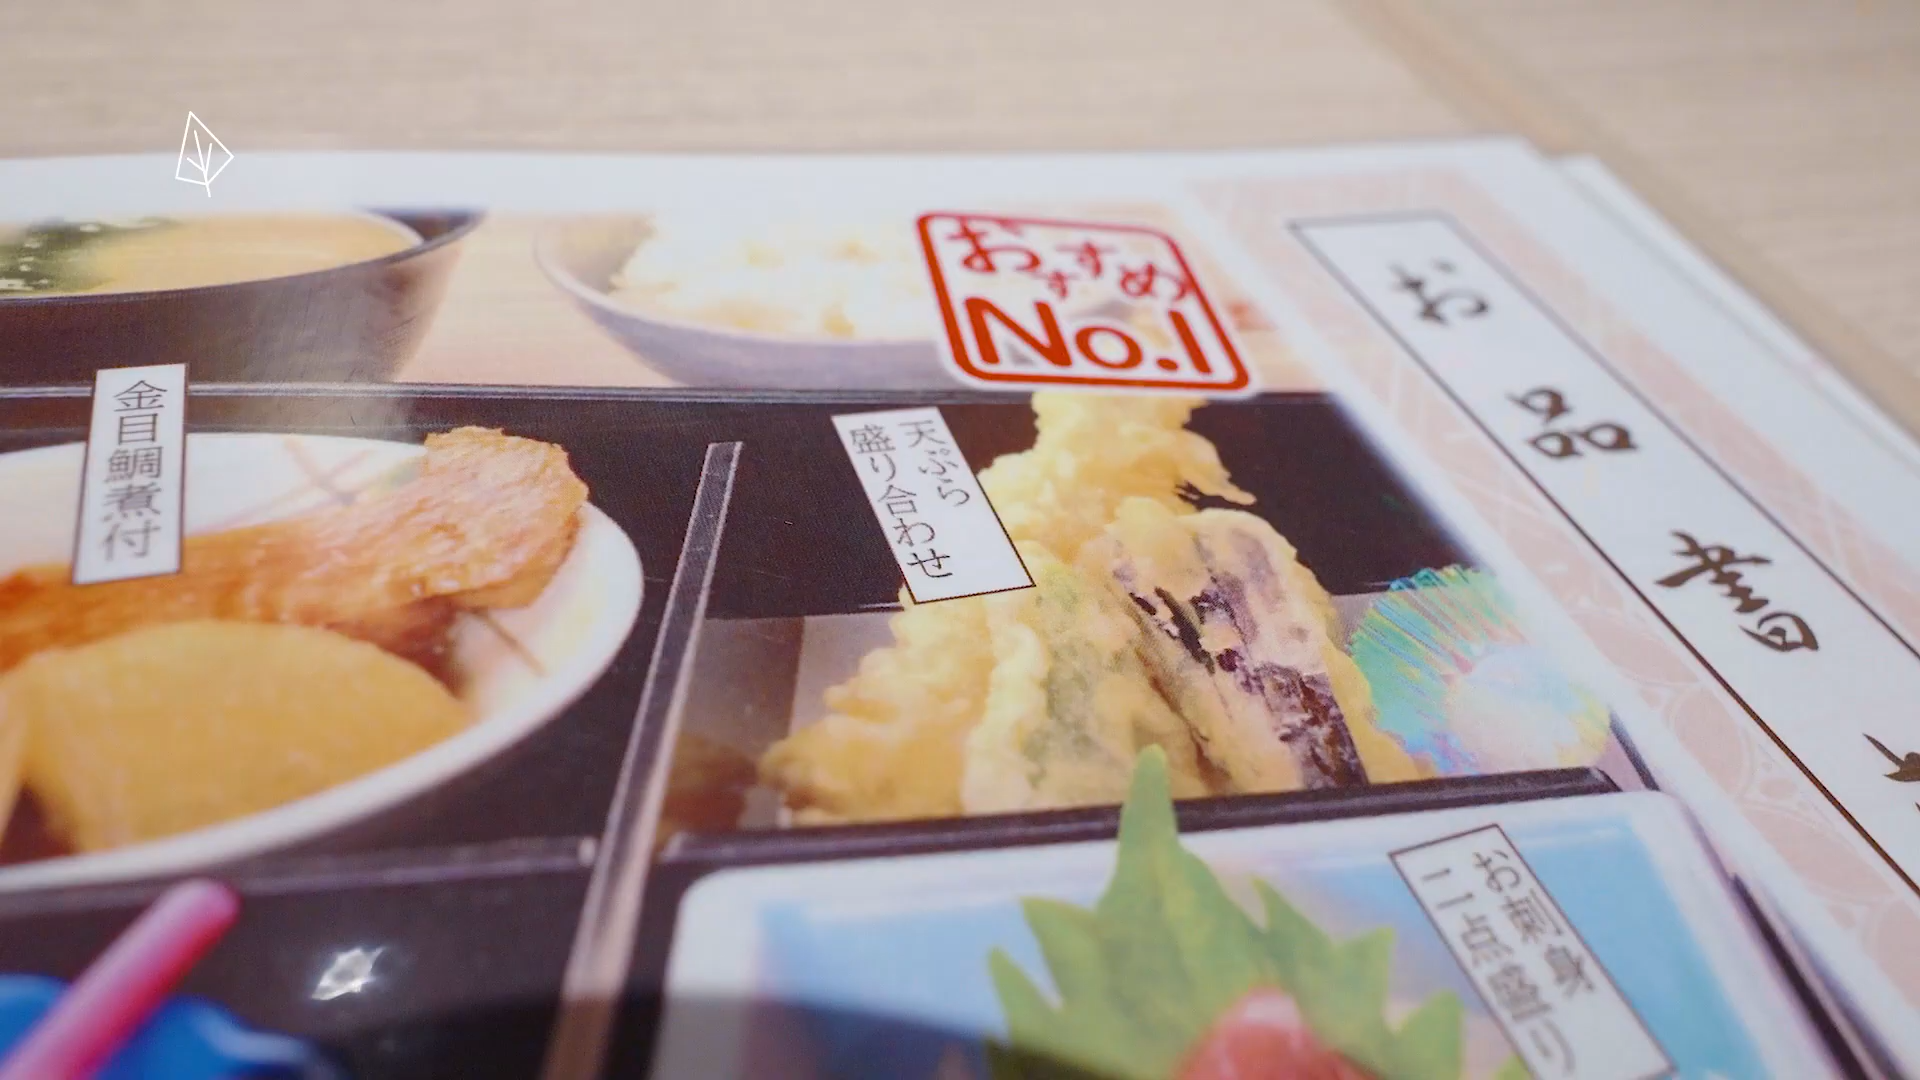 おすすめ
No.1
お品書
金目鯛煮付
天ぷら
盛り合わせ
お刺身
二点盛り